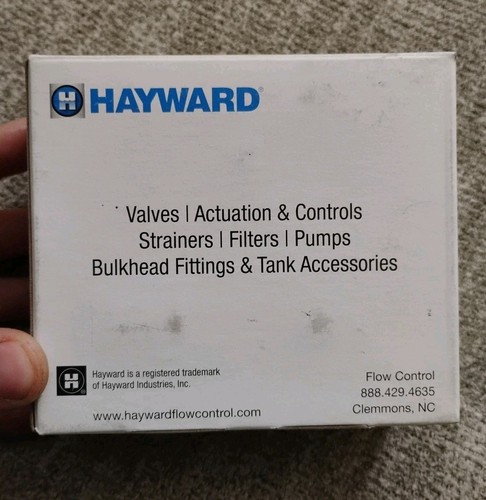 H HAYWARD®
Valves | Actuation & Controls
Strainers | Filters | Pumps
Bulkhead Fittings & Tank Accessories
H
Hayward is a registered trademark
of Hayward Industries, Inc.
www.haywardflowcontrol.com
Flow Control
888.429.4635
Clemmons, NC